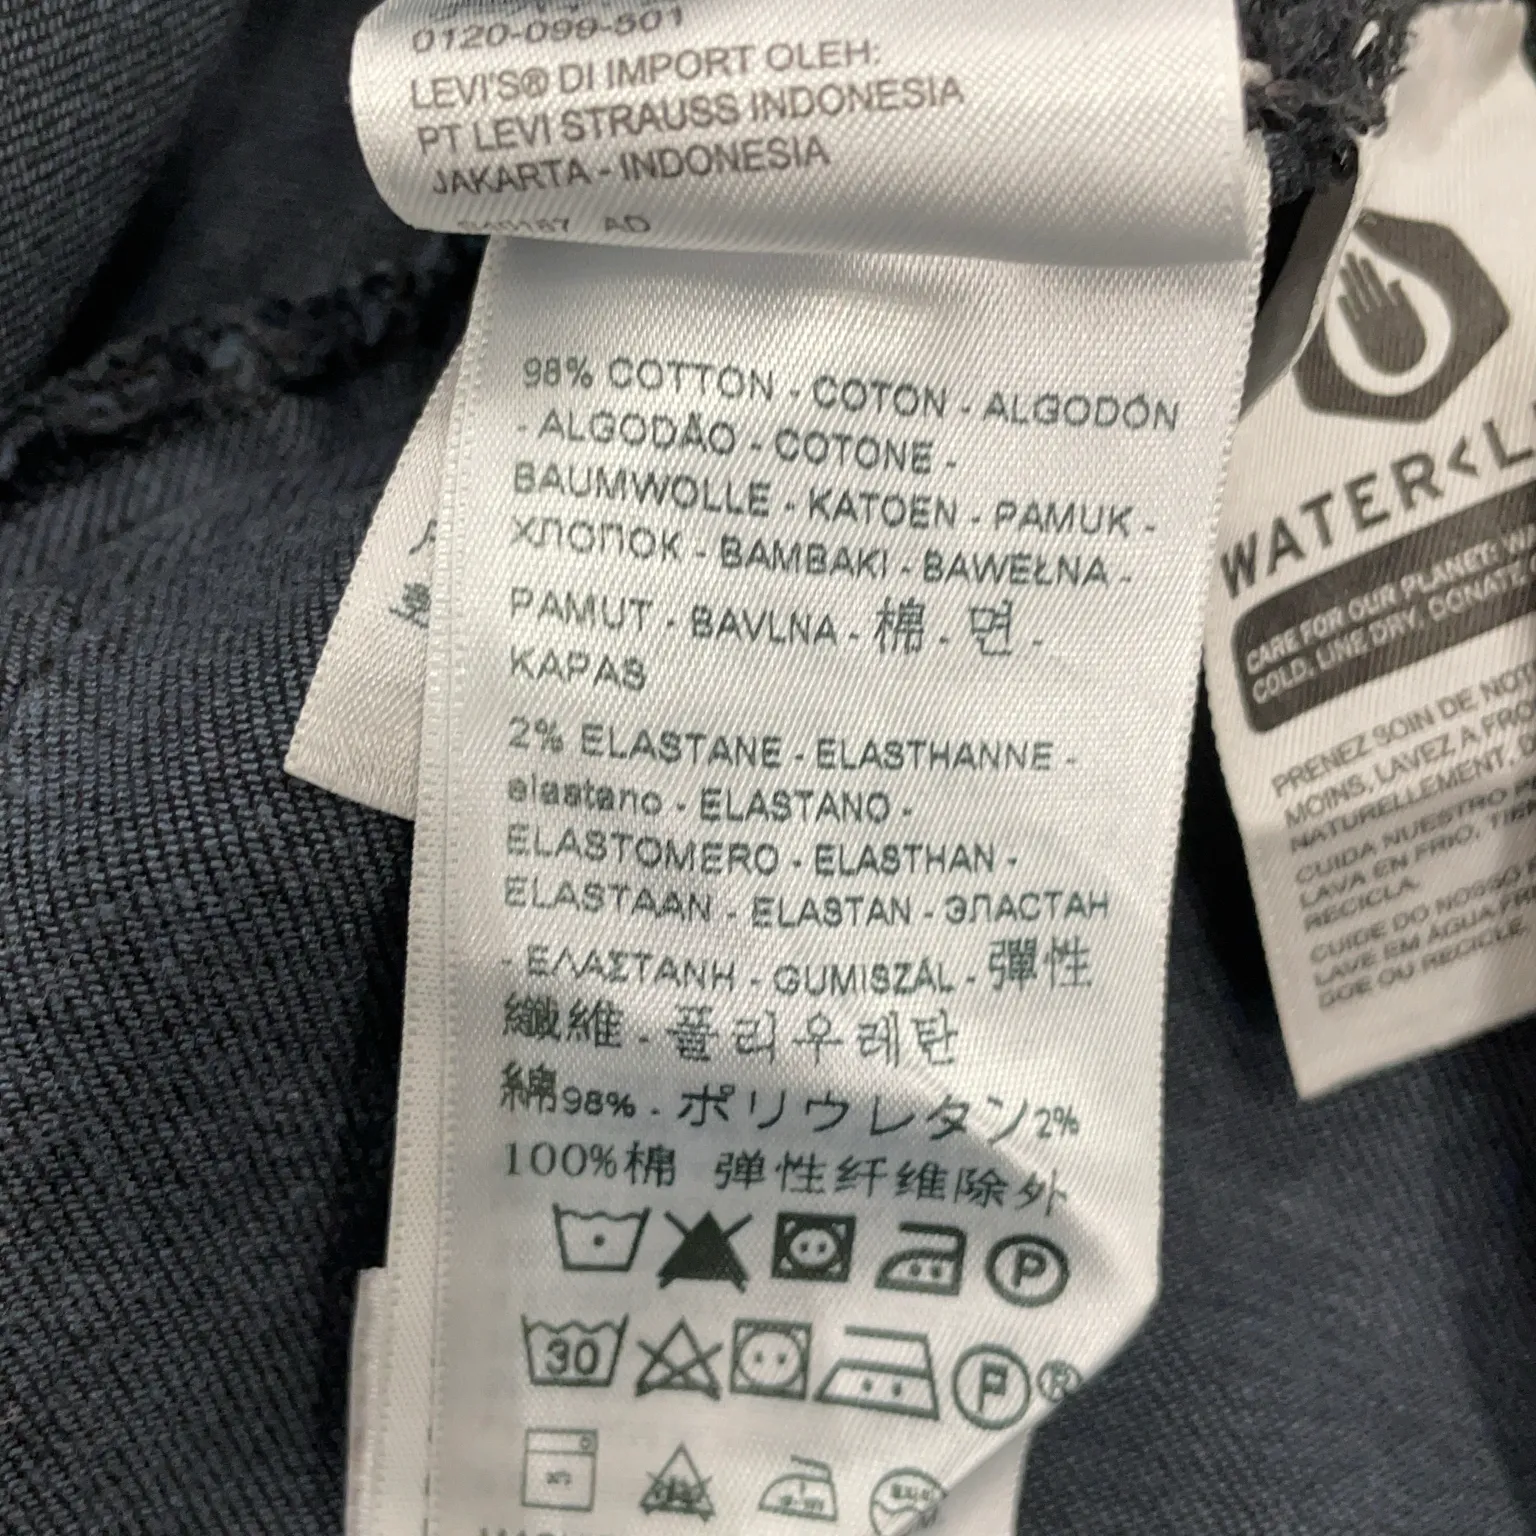 0120-099-501
LEVI'S® DI IMPORT OLEH:
PT LEVI STRAUSS INDONESIA
JAKARTA - INDONESIA
AD
98% COTTON - COTON - ALGODÓN
- ALGODÃO - COTONE -
BAUMWOLLE - KATOEN - PAMUK -
ХЛОПОК - BAMBAKI - BAWEŁNA -
PAMUT - BAVLNA - 棉 - 면 -
KAPAS
2% ELASTANE - ELASTHANNE -
elastano - ELASTANO -
ELASTOMERO - ELASTHAN -
ELASTAAN - ELASTAN - ЭЛАСТАН
- ΕΛΑΣΤΑΝΗ - GUMISZÁL - 彈性
纖維 - 폴리우레탄
綿98% - ポリウレタン2%
100%棉 弹性纤维除外
P
30
P ®
WATER<L
CARE FOR OUR PLANET: WA
COLD, LINE DRY, DONATE
PRENEZ SOIN DE NOT
MOINS, LAVEZ À FRO
NATURELLEMENT,
CUIDA NUESTRO
LAVA EN FRIO,
RECICLA.
CUIDE DO NOSSO
LAVE EM ÁGUA FR
DOE OU RECICLE.